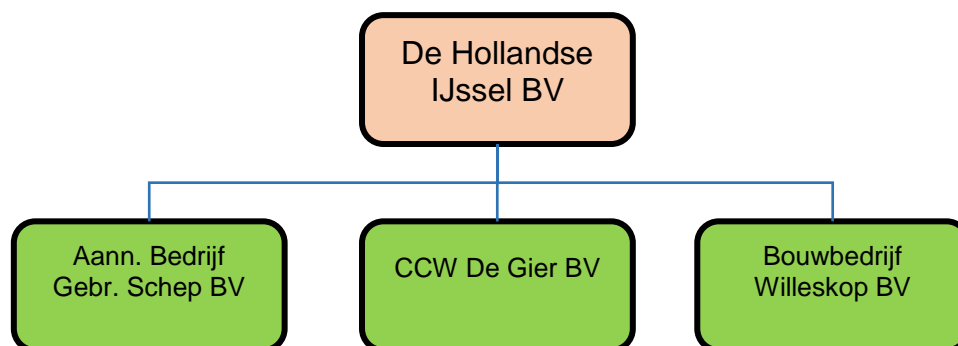 De Hollandse
IJssel BV
Aann. Bedrijf
Gebr. Schep BV
CCW De Gier BV
Bouwbedrijf
Willeskop BV